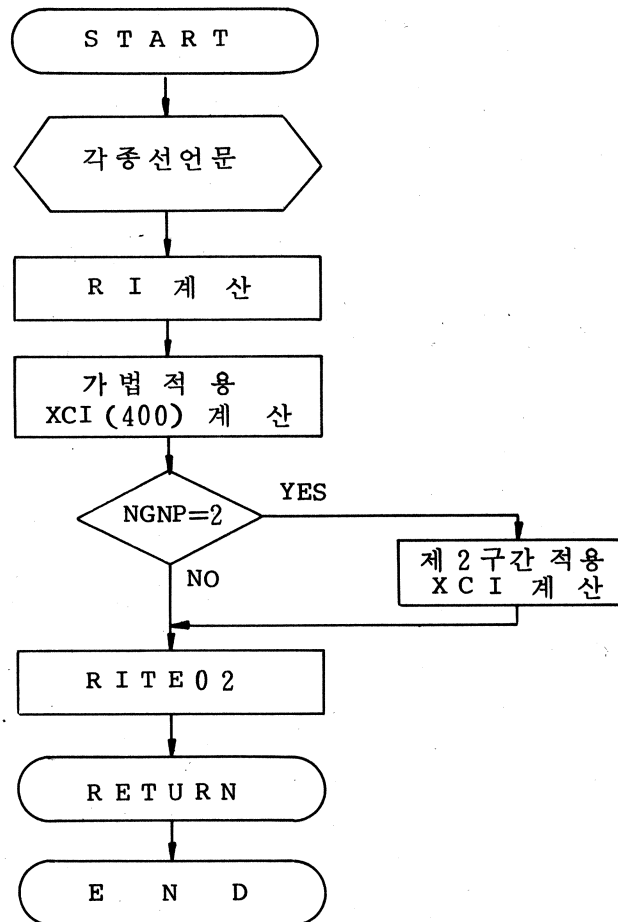 S T A R T
각종선언문
R I 계 산
가 법 적 용
XCI (400) 계 산
NGNP=2
YES
제 2 구간 적용
X C I 계 산
NO
R I T E 0 2
R E T U R N
E N D